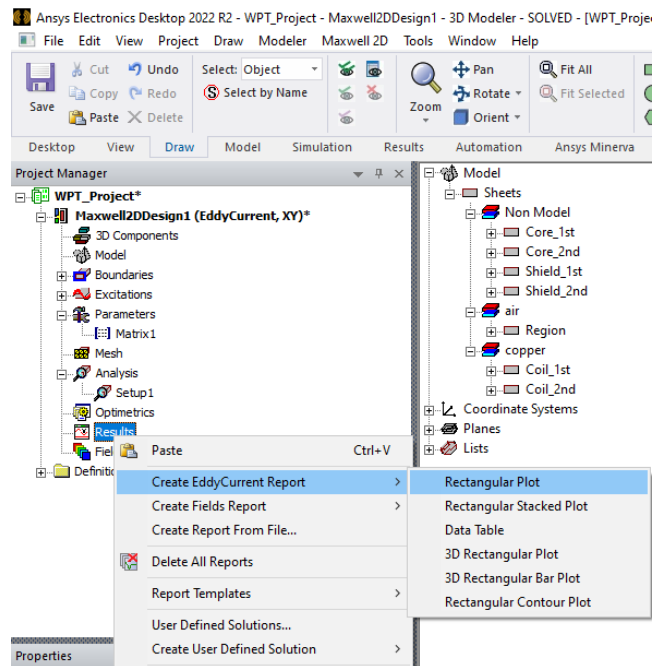 Ansys Electronics Desktop 2022 R2 - WPT_Project - Maxwell2DDesign1 - 3D Modeler - SOLVED - [WPT_Proje
File Edit View Project Draw Modeler Maxwell 2D Tools Window Help
Save
Cut Undo
Copy Redo
Paste Delete
Select: Object
Select by Name
Zoom
Pan
Rotate
Orient
Fit All
Fit Selected
Desktop View Draw Model Simulation Results Automation Ansys Minerva
Project Manager
WPT_Project*
Maxwell2DDesign1 (EddyCurrent, XY)*
3D Components
Model
Boundaries
Excitations
Parameters
Matrix1
Mesh
Analysis
Setup1
Optimetrics
Results
Fiel
Definitic
Model
Sheets
Non Model
Core_1st
Core_2nd
Shield_1st
Shield_2nd
air
Region
copper
Coil_1st
Coil_2nd
Coordinate Systems
Planes
Lists
Paste Ctrl+V
Create EddyCurrent Report
Create Fields Report
Create Report From File...
Delete All Reports
Report Templates
User Defined Solutions...
Create User Defined Solution
Rectangular Plot
Rectangular Stacked Plot
Data Table
3D Rectangular Plot
3D Rectangular Bar Plot
Rectangular Contour Plot
Properties